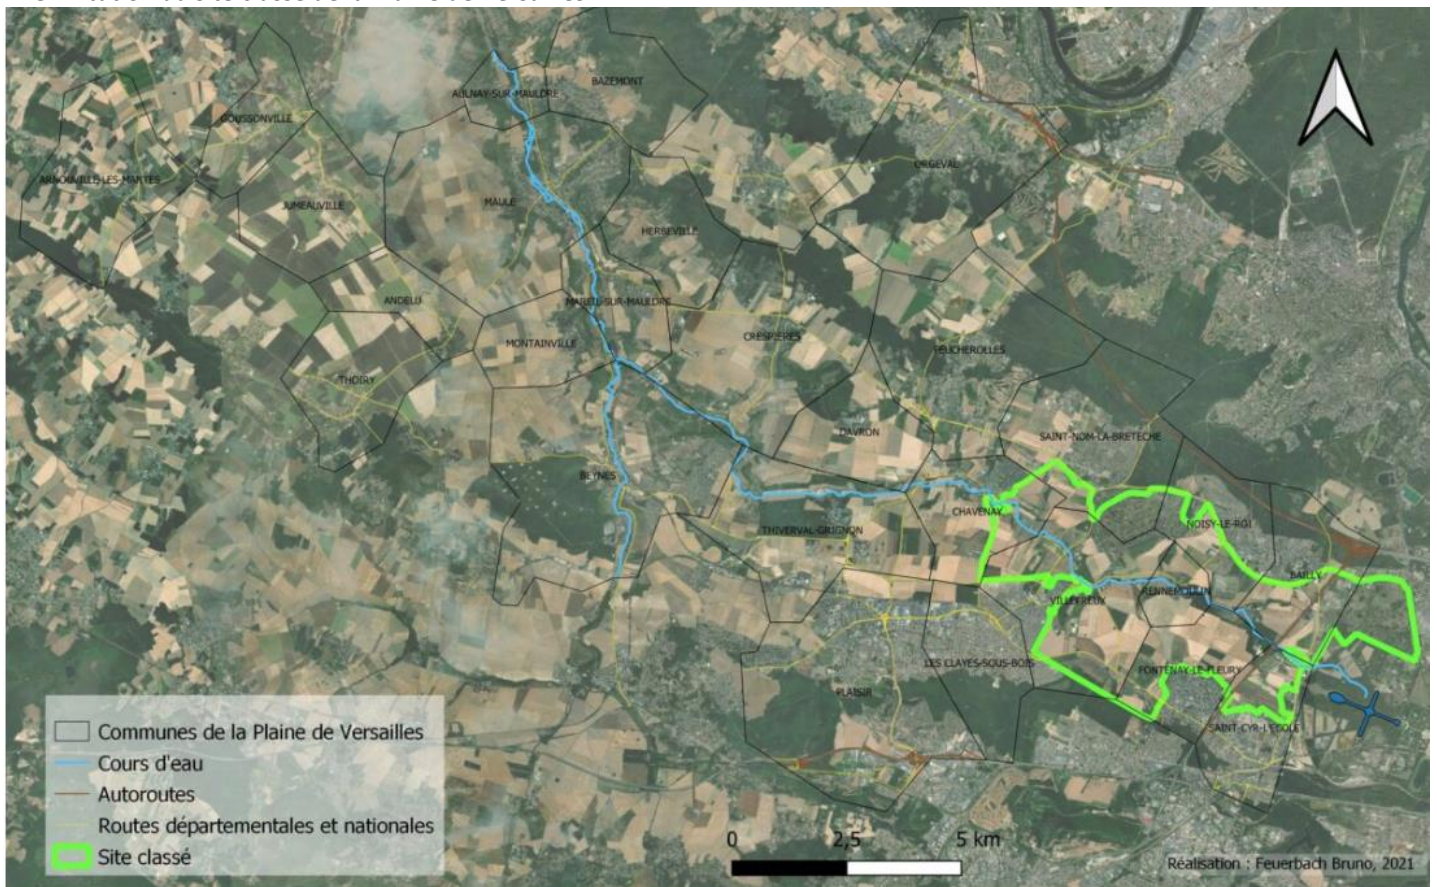 BAZEMONT
AULNAY-SUR-MAULDRE
GOUSSONVILLE
ORGEVAL
ARNOUVILLE-LES-MANTES
MAULE
JUMEAUVILLE
HERBEVILLE
ANDELU
MAREIL-SUR-MAULDRE
CRESPIERES
MONTAINVILLE
FEUCHEROLLES
THOIRY
DAVRON
SAINT-NOM-LA-BRETECHE
BEYNES
CHAVENAY
NOISY-LE-ROI
THIVERVAL-GRIGNON
BAILLY
RENNEMOULIN
VILLEPREUX
LES CLAYES-SOUS-BOIS
FONTENAY-LE-FLEURY
PLAISIR
SAINT-CYR-L'ECOLE
Communes de la Plaine de Versailles
Cours d'eau
Autoroutes
Routes départementales et nationales
Site classé
0 2,5 5 km
Réalisation : Feuerbach Bruno, 2021